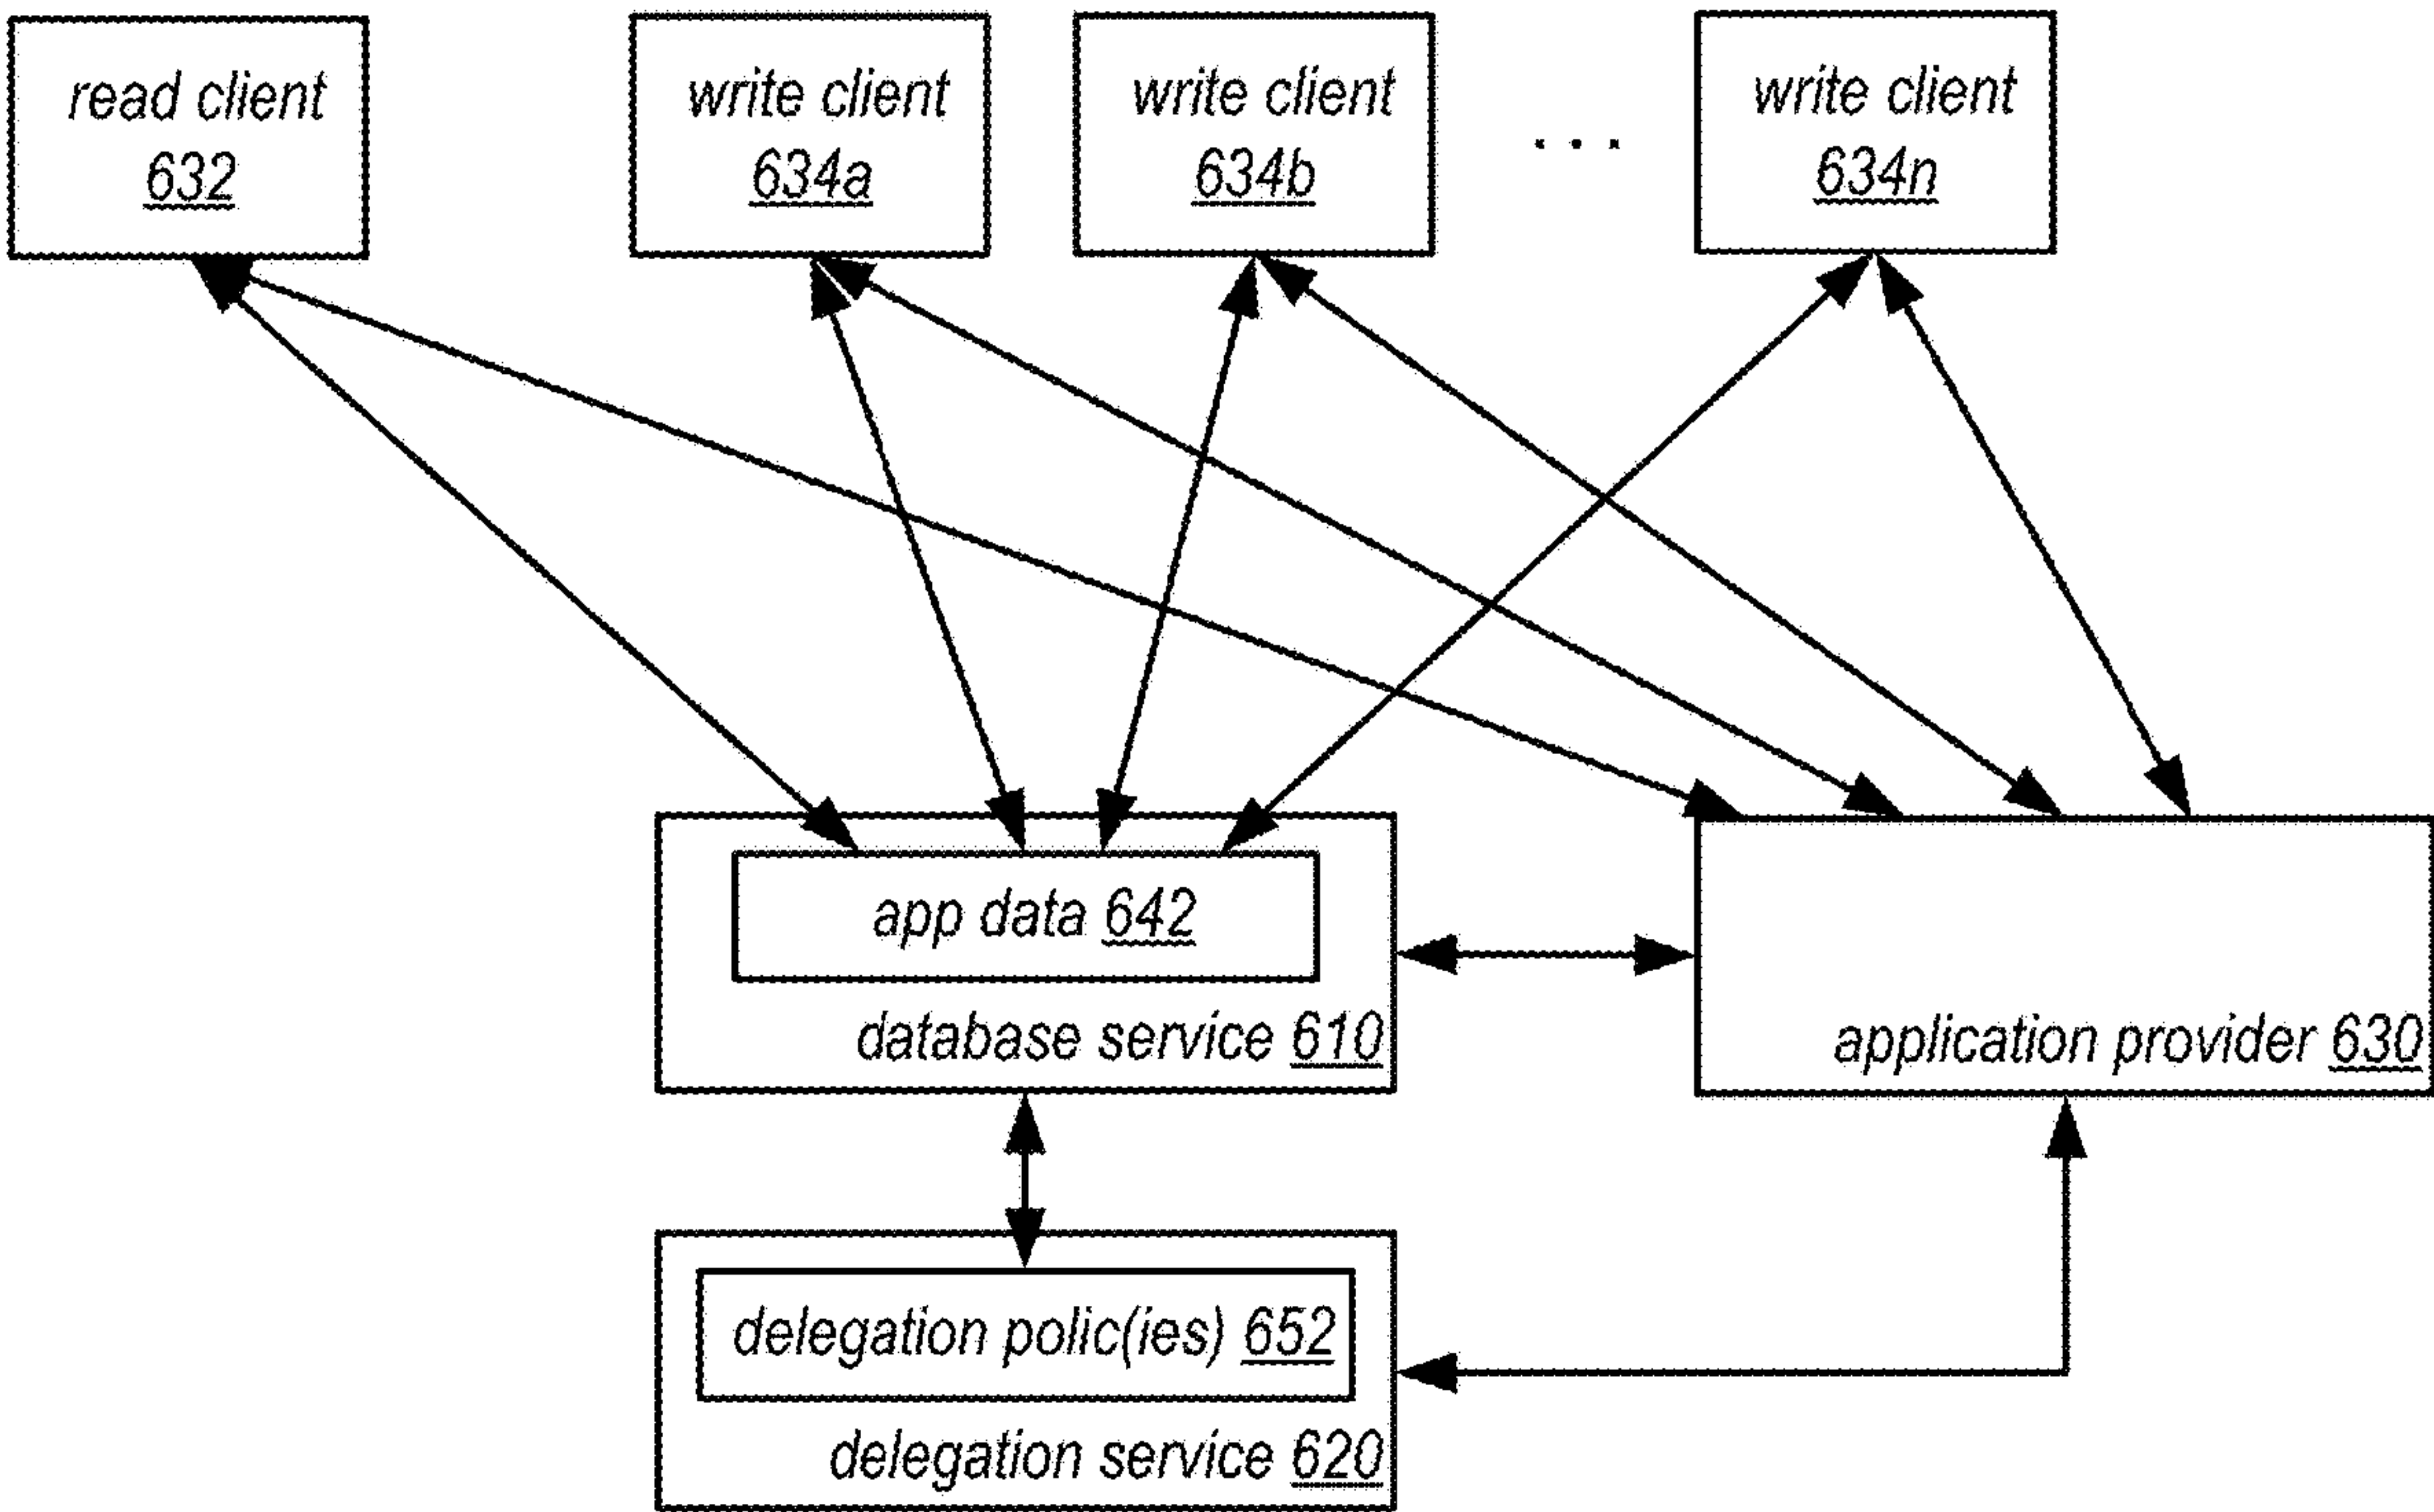 read client
632
write client
634a
write client
634b
. . .
write client
634n
app data 642
database service 610
application provider 630
delegation polic(ies) 652
delegation service 620